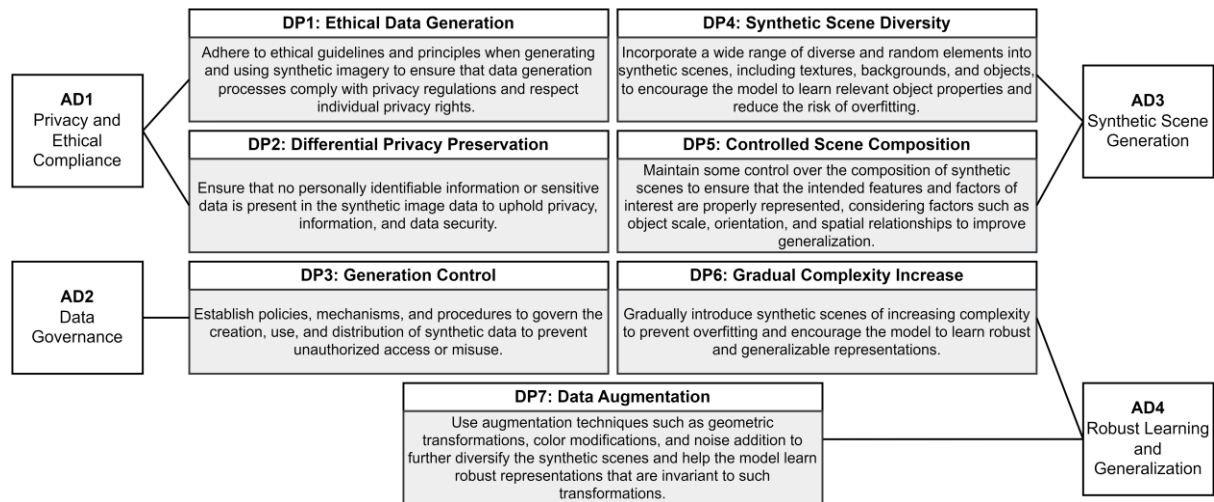 DP1: Ethical Data Generation
Adhere to ethical guidelines and principles when generating
and using synthetic imagery to ensure that data generation
processes comply with privacy regulations and respect
individual privacy rights.
DP4: Synthetic Scene Diversity
Incorporate a wide range of diverse and random elements into
synthetic scenes, including textures, backgrounds, and objects,
to encourage the model to learn relevant object properties and
reduce the risk of overfitting.
AD1
Privacy and
Ethical
Compliance
AD3
Synthetic Scene
Generation
DP2: Differential Privacy Preservation
Ensure that no personally identifiable information or sensitive
data is present in the synthetic image data to uphold privacy,
information, and data security.
DP5: Controlled Scene Composition
Maintain some control over the composition of synthetic
scenes to ensure that the intended features and factors of
interest are properly represented, considering factors such as
object scale, orientation, and spatial relationships to improve
generalization.
AD2
Data
Governance
DP3: Generation Control
Establish policies, mechanisms, and procedures to govern the
creation, use, and distribution of synthetic data to prevent
unauthorized access or misuse.
DP6: Gradual Complexity Increase
Gradually introduce synthetic scenes of increasing complexity
to prevent overfitting and encourage the model to learn robust
and generalizable representations.
DP7: Data Augmentation
Use augmentation techniques such as geometric
transformations, color modifications, and noise addition to
further diversify the synthetic scenes and help the model learn
robust representations that are invariant to such
transformations.
AD4
Robust Learning
and
Generalization